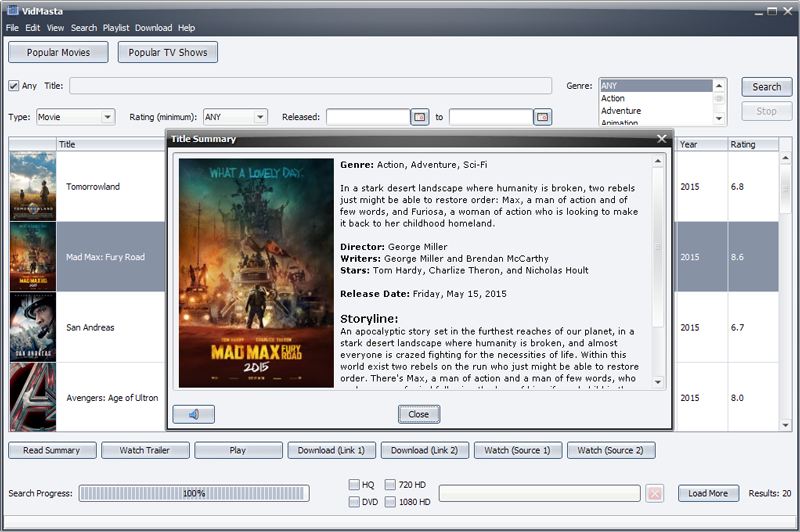 VidMasta
File Edit View Search Playlist Download Help
Popular Movies Popular TV Shows
Any Title: Genre: ANY Search
Action
Adventure Stop
Animation
Type: Movie Rating (minimum): ANY Released: to
Title Year Rating
Title Summary
TOMORROWLAND
Tomorrowland 2015 6.8
MAD MAX FURY ROAD
Mad Max: Fury Road 2015 8.6
SAN ANDREAS
San Andreas 2015 6.7
Avengers: Age of Ultron 2015 8.0
WHAT A LOVELY DAY.
TOM HARDY CHARLIZE THERON
MAD MAX FURY
ROAD
2015
Genre: Action, Adventure, Sci-Fi
In a stark desert landscape where humanity is broken, two rebels
just might be able to restore order: Max, a man of action and of
few words, and Furiosa, a woman of action who is looking to make
it back to her childhood homeland.
Director: George Miller
Writers: George Miller and Brendan McCarthy
Stars: Tom Hardy, Charlize Theron, and Nicholas Hoult
Release Date: Friday, May 15, 2015
Storyline:
An apocalyptic story set in the furthest reaches of our planet, in a
stark desert landscape where humanity is broken, and almost
everyone is crazed fighting for the necessities of life. Within this
world exist two rebels on the run who just might be able to restore
order. There's Max, a man of action and a man of few words, who
Close
Read Summary Watch Trailer Play Download (Link 1) Download (Link 2) Watch (Source 1) Watch (Source 2)
Search Progress: 100% HQ 720 HD Load More Results: 20
DVD 1080 HD